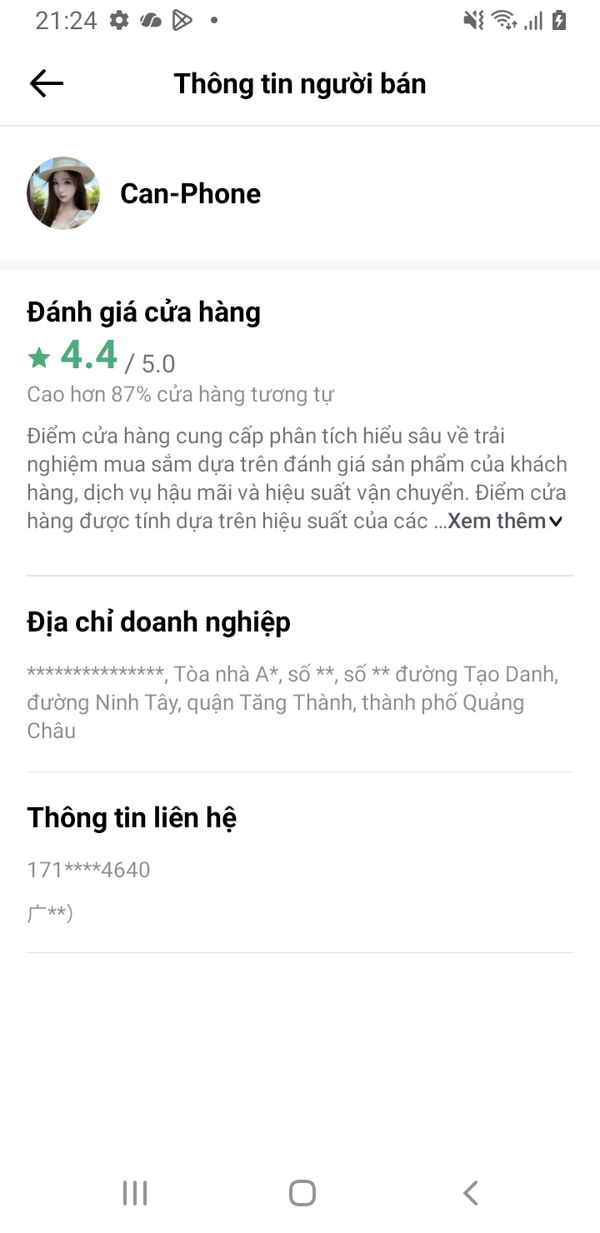 21:24
Thông tin người bán
Can-Phone
Đánh giá cửa hàng
4.4 / 5.0
Cao hơn 87% cửa hàng tương tự
Điểm cửa hàng cung cấp phân tích hiểu sâu về trải
nghiệm mua sắm dựa trên đánh giá sản phẩm của khách
hàng, dịch vụ hậu mãi và hiệu suất vận chuyển. Điểm cửa
hàng được tính dựa trên hiệu suất của các ...Xem thêm
Địa chỉ doanh nghiệp
***************, Tòa nhà A*, số **, số ** đường Tạo Danh,
đường Ninh Tây, quận Tăng Thành, thành phố Quảng
Châu
Thông tin liên hệ
171****4640
广**)